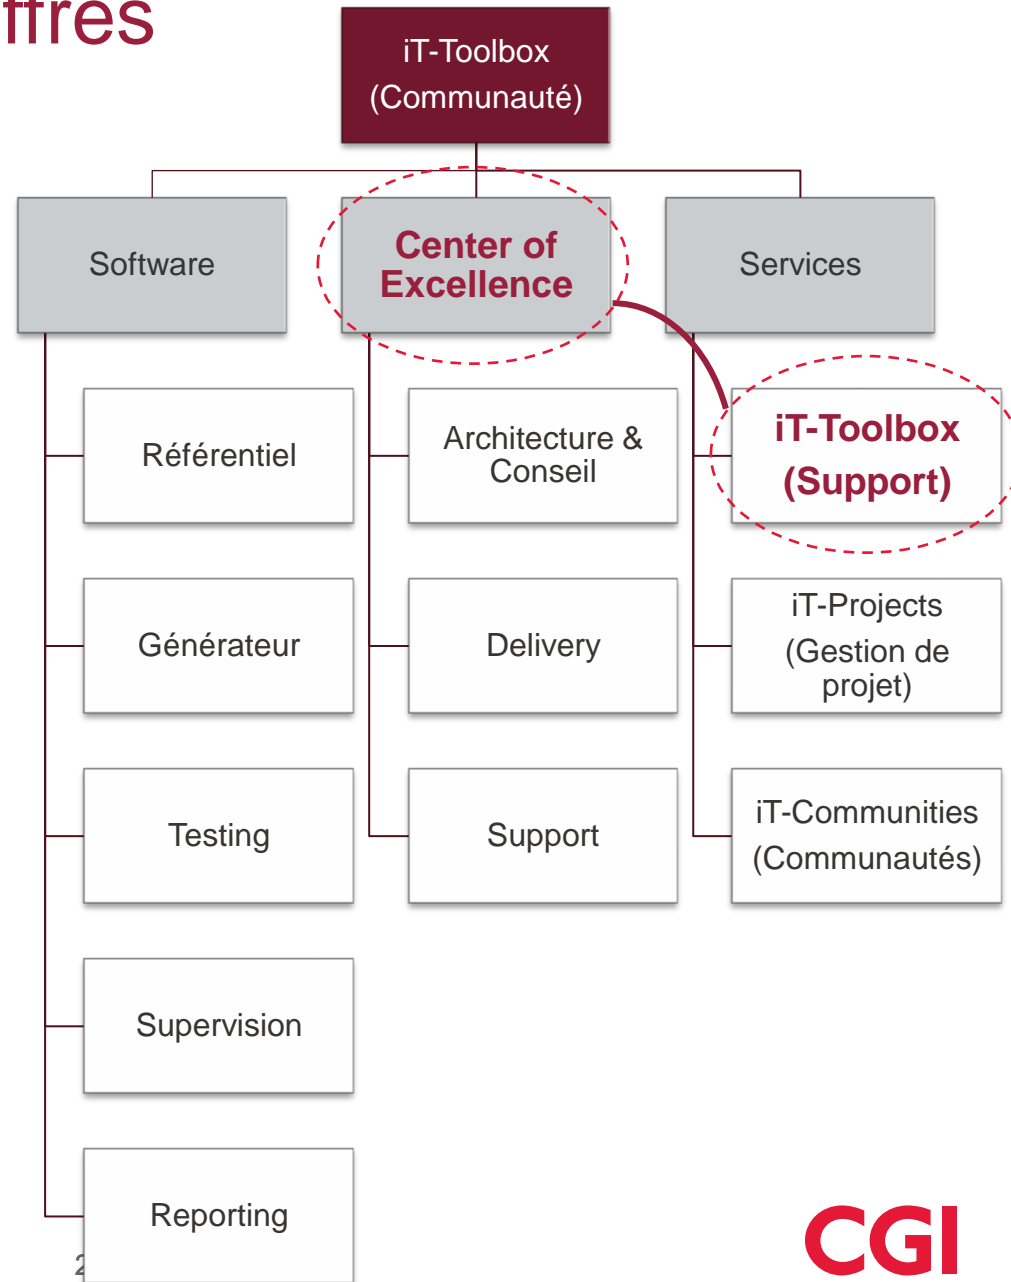 ffres
iT-Toolbox
(Communauté)
Software
Center of
Excellence
Services
Référentiel
Architecture &
Conseil
iT-Toolbox
(Support)
Générateur
Delivery
iT-Projects
(Gestion de
projet)
Testing
Support
iT-Communities
(Communautés)
Supervision
Reporting
CGI